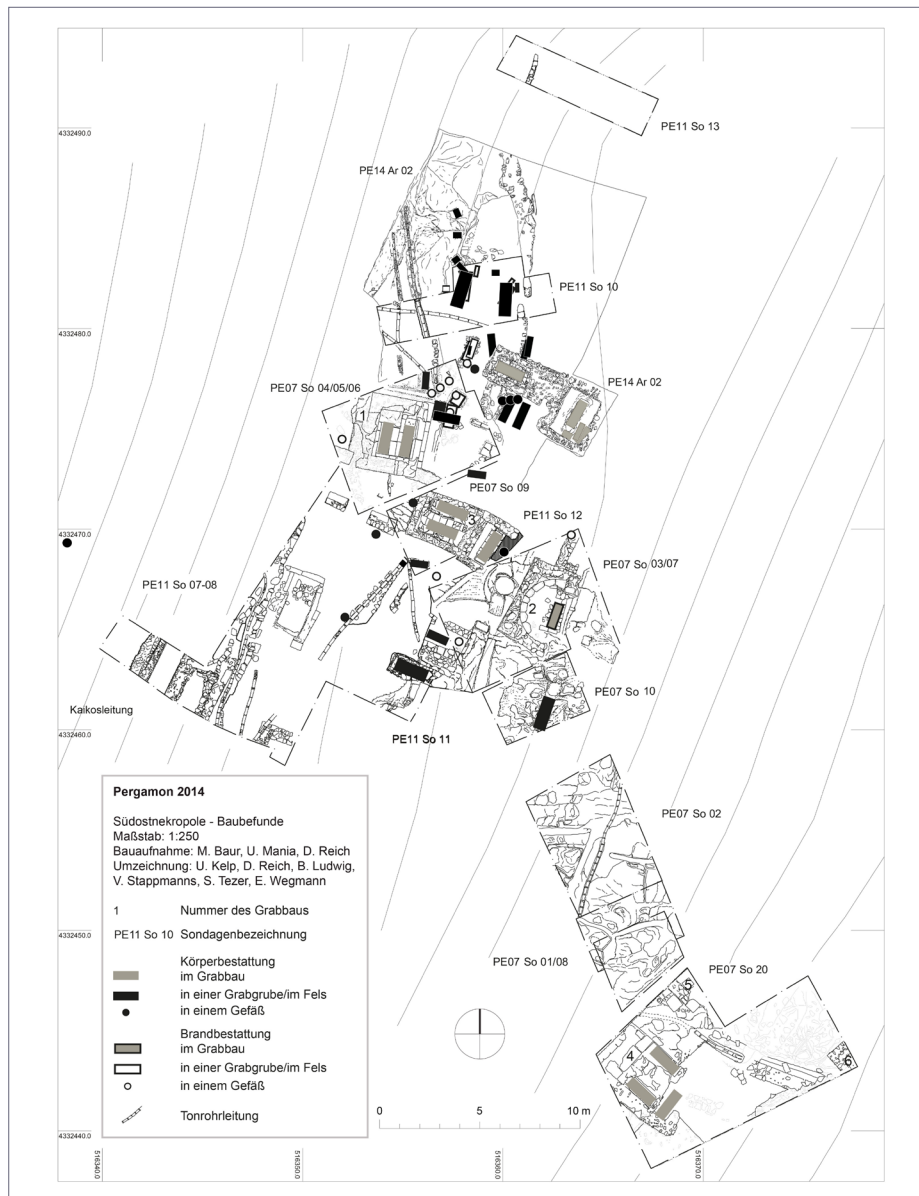 PE11 So 13
4332490.0
PE14 Ar 02
PE11 So 10
4332480.0
PE07 So 04/05/06
PE14 Ar 02
1
PE07 So 09
3
PE11 So 12
4332470.0
PE07 So 03/07
PE11 So 07-08
2
PE07 So 10
Kaikosleitung
4332460.0
PE11 So 11
Pergamon 2014
Südostnekropole - Baubefunde
Maßstab: 1:250
Bauaufnahme: M. Baur, U. Mania, D. Reich
Umzeichnung: U. Kelp, D. Reich, B. Ludwig,
V. Stappmanns, S. Tezer, E. Wegmann
1 Nummer des Grabbaus
PE11 So 10 Sondagenbezeichnung
Körperbestattung
im Grabbau
in einer Grabgrube/im Fels
in einem Gefäß
Brandbestattung
im Grabbau
in einer Grabgrube/im Fels
in einem Gefäß
Tonrohrleitung
PE07 So 02
4332450.0
PE07 So 01/08
PE07 So 20
5
4
6
0 5 10 m
4332440.0
516340.0
516350.0
516360.0
516370.0